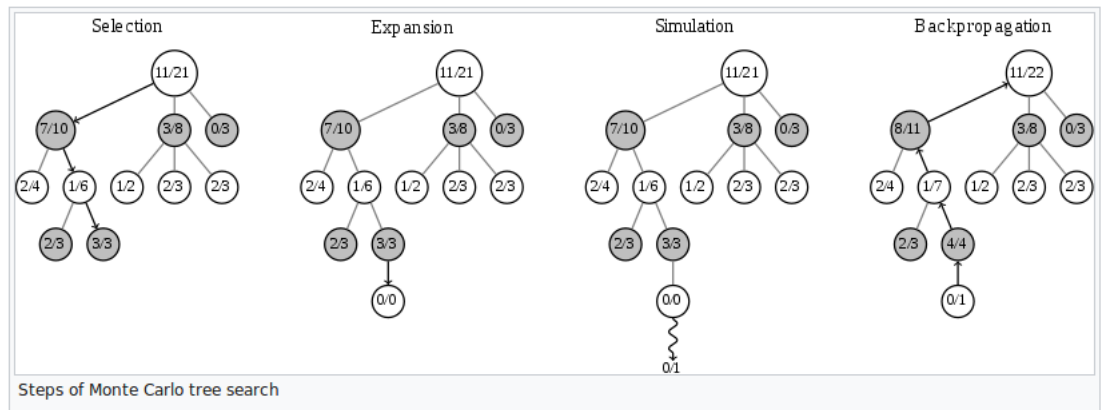 Selection Expansion Simulation Backpropagation
11/21 11/21 11/21 11/22
7/10 3/8 0/3 7/10 3/8 0/3 7/10 3/8 0/3 8/11 3/8 0/3
2/4 1/6 1/2 2/3 2/3 2/4 1/6 1/2 2/3 2/3 2/4 1/6 1/2 2/3 2/3 2/4 1/7 1/2 2/3 2/3
2/3 3/3 2/3 3/3 2/3 3/3 2/3 4/4
0/0 0/0 0/1
0/1
Steps of Monte Carlo tree search